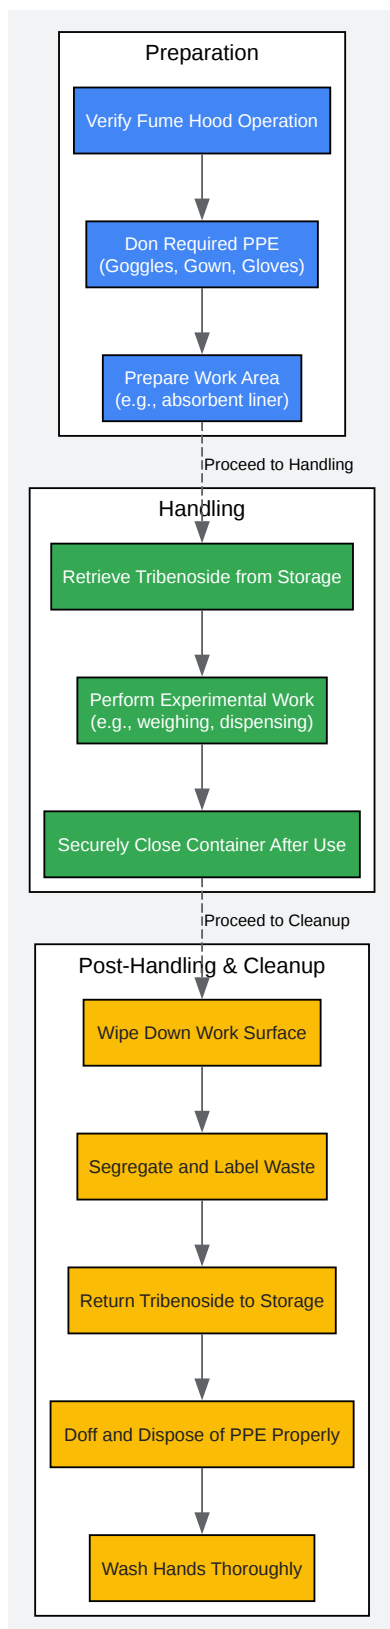 Preparation
Verify Fume Hood Operation
Don Required PPE
(Goggles, Gown, Gloves)
Prepare Work Area
(e.g., absorbent liner)
Proceed to Handling
Handling
Retrieve Tribenoside from Storage
Perform Experimental Work
(e.g., weighing, dispensing)
Securely Close Container After Use
Proceed to Cleanup
Post-Handling & Cleanup
Wipe Down Work Surface
Segregate and Label Waste
Return Tribenoside to Storage
Doff and Dispose of PPE Properly
Wash Hands Thoroughly